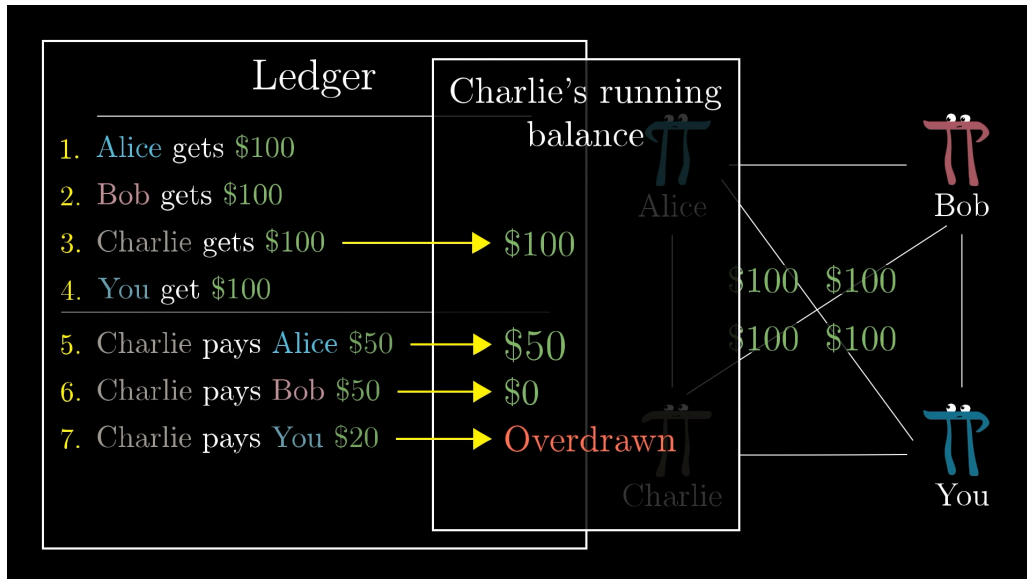 Ledger
1. Alice gets $100
2. Bob gets $100
3. Charlie gets $100
4. You get $100
5. Charlie pays Alice $50
6. Charlie pays Bob $50
7. Charlie pays You $20
Charlie's running
balance
$100
$50
$0
Overdrawn
Alice
Bob
$100 $100
$100 $100
Charlie
You